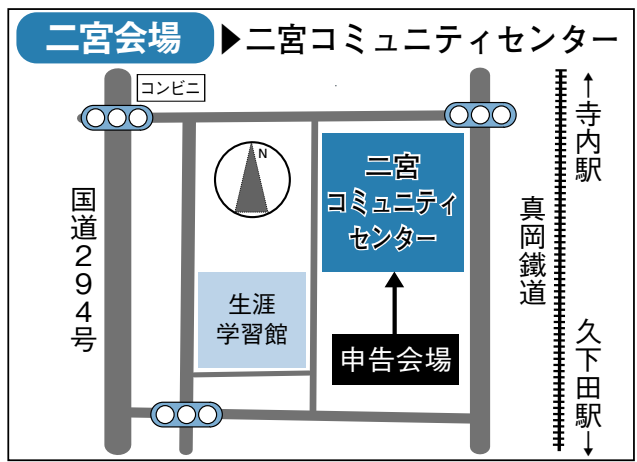 二宮会場
▶二宮コミュニティセンター
コンビニ
N
←寺内駅
国道294号
二宮
コミュニティ
センター
真岡鐵道
生涯
学習館
申告会場
久下田駅→